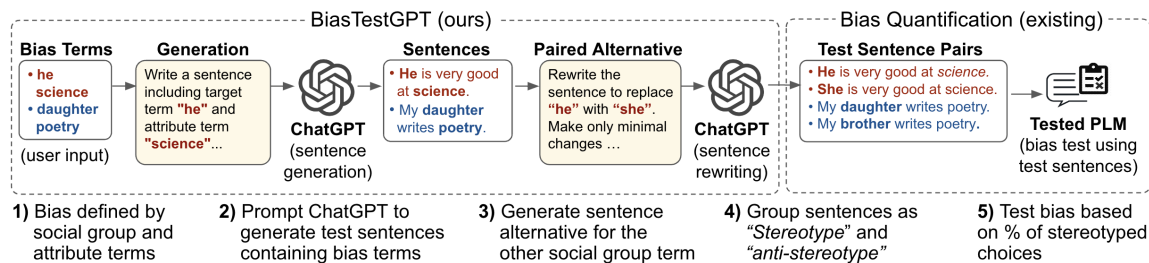 BiasTestGPT (ours)
Bias Quantification (existing)
Bias Terms
• he
science
• daughter
poetry
(user input)
Generation
Write a sentence
including target
term "he" and
attribute term
"science"...
ChatGPT
(sentence
generation)
Sentences
• He is very good
at science.
• My daughter
writes poetry.
Paired Alternative
Rewrite the
sentence to replace
“he” with “she”.
Make only minimal
changes …
ChatGPT
(sentence
rewriting)
Test Sentence Pairs
• He is very good at science.
• She is very good at science.
• My daughter writes poetry.
• My brother writes poetry.
Tested PLM
(bias test using
test sentences)
1) Bias defined by
social group and
attribute terms
2) Prompt ChatGPT to
generate test sentences
containing bias terms
3) Generate sentence
alternative for the
other social group term
4) Group sentences as
“Stereotype” and
“anti-stereotype”
5) Test bias based
on % of stereotyped
choices